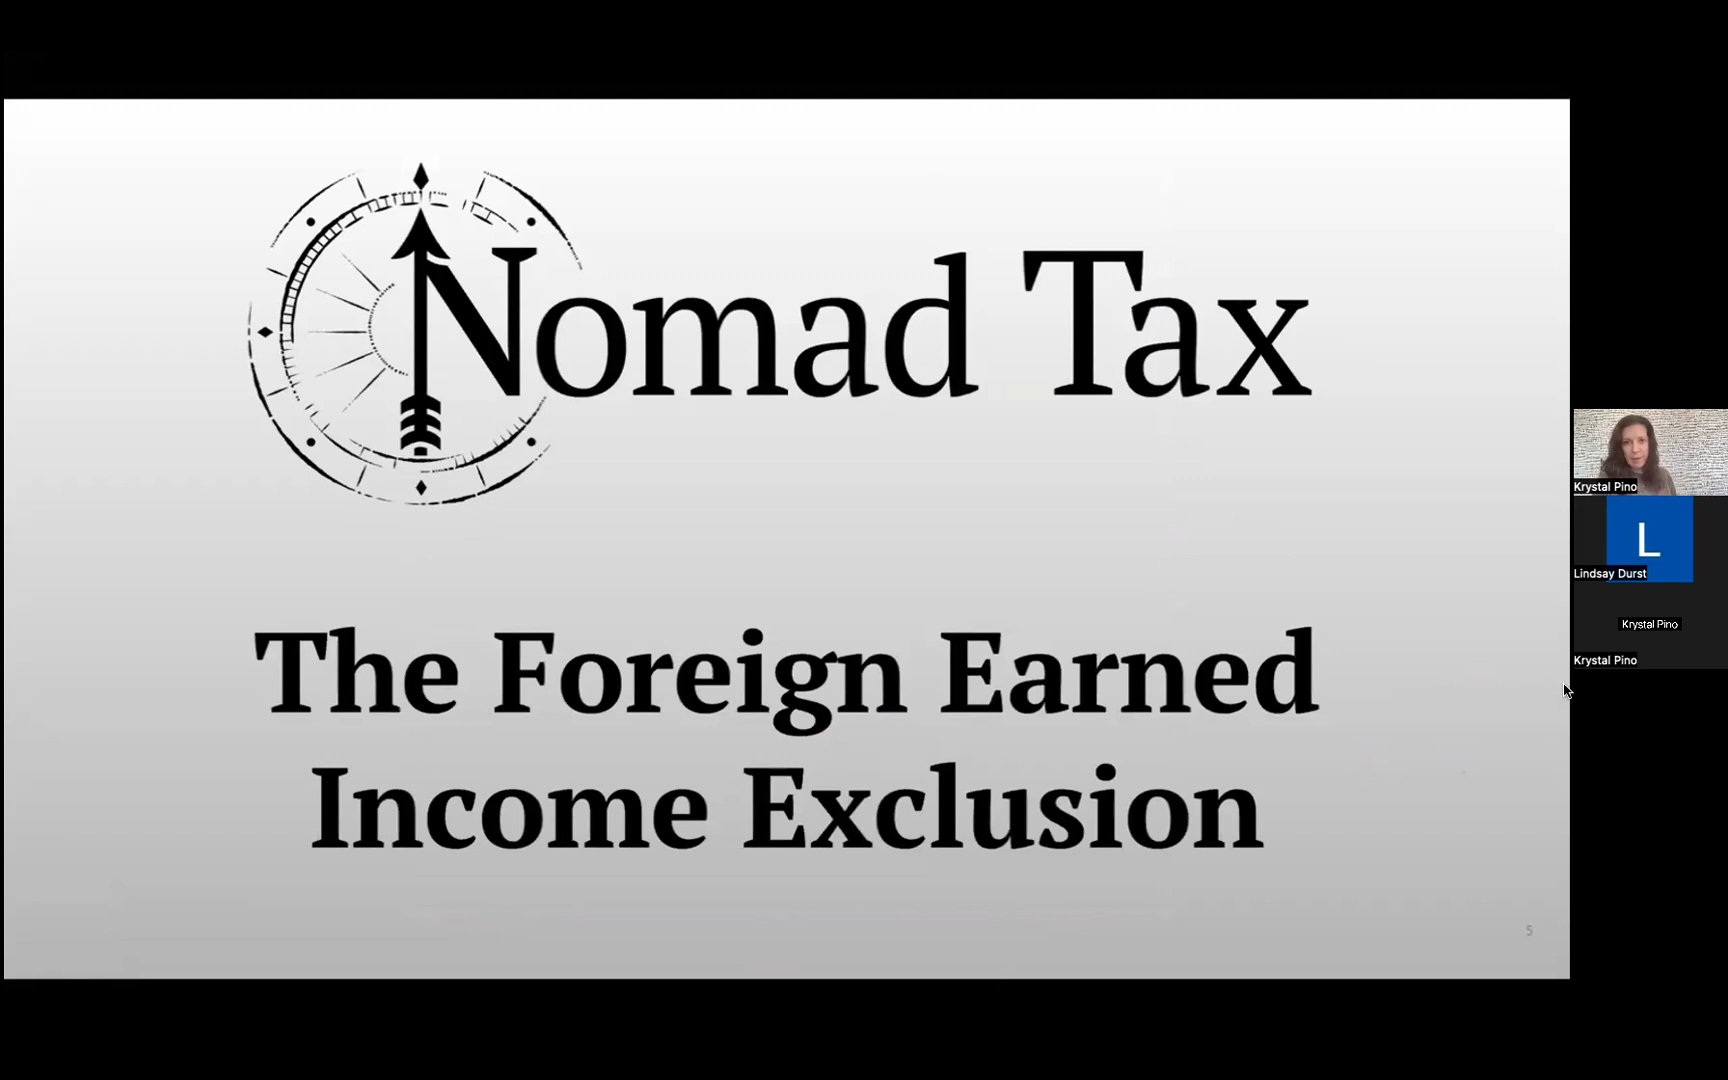 Nomad Tax
The Foreign Earned
Income Exclusion
5
Krystal Pino
L
Lindsay Durst
Krystal Pino
Krystal Pino